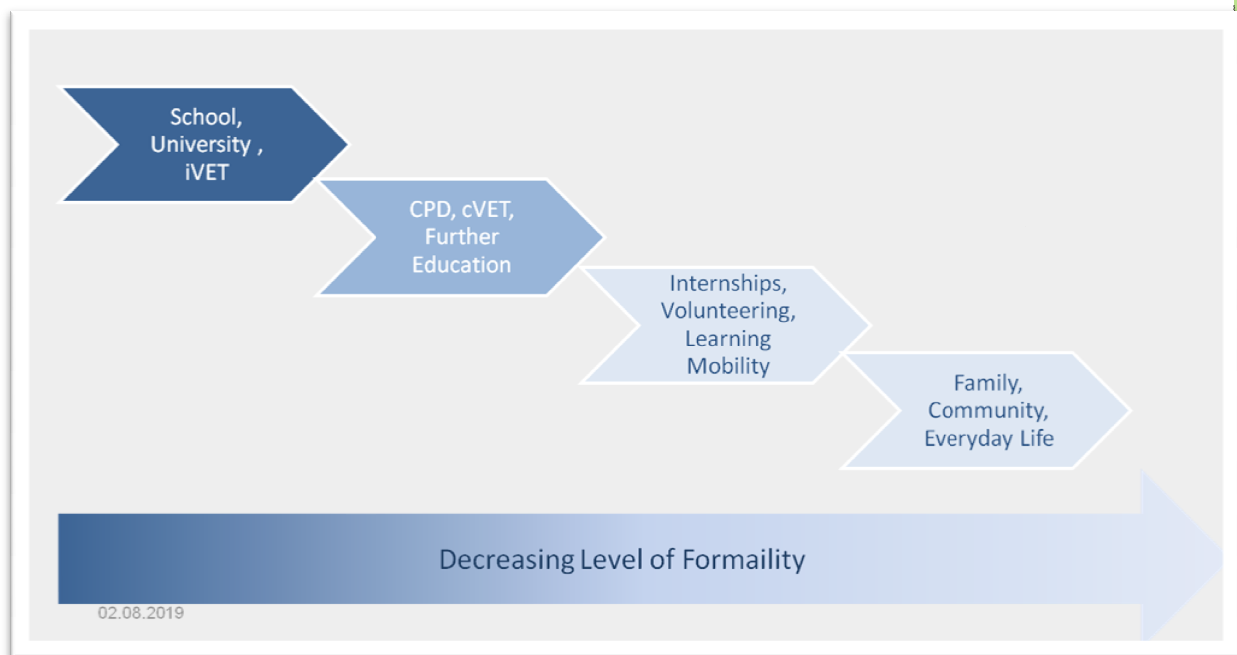 School,
University ,
iVET
CPD, cVET,
Further
Education
Internships,
Volunteering,
Learning
Mobility
Family,
Community,
Everyday Life
Decreasing Level of Formaility
02.08.2019